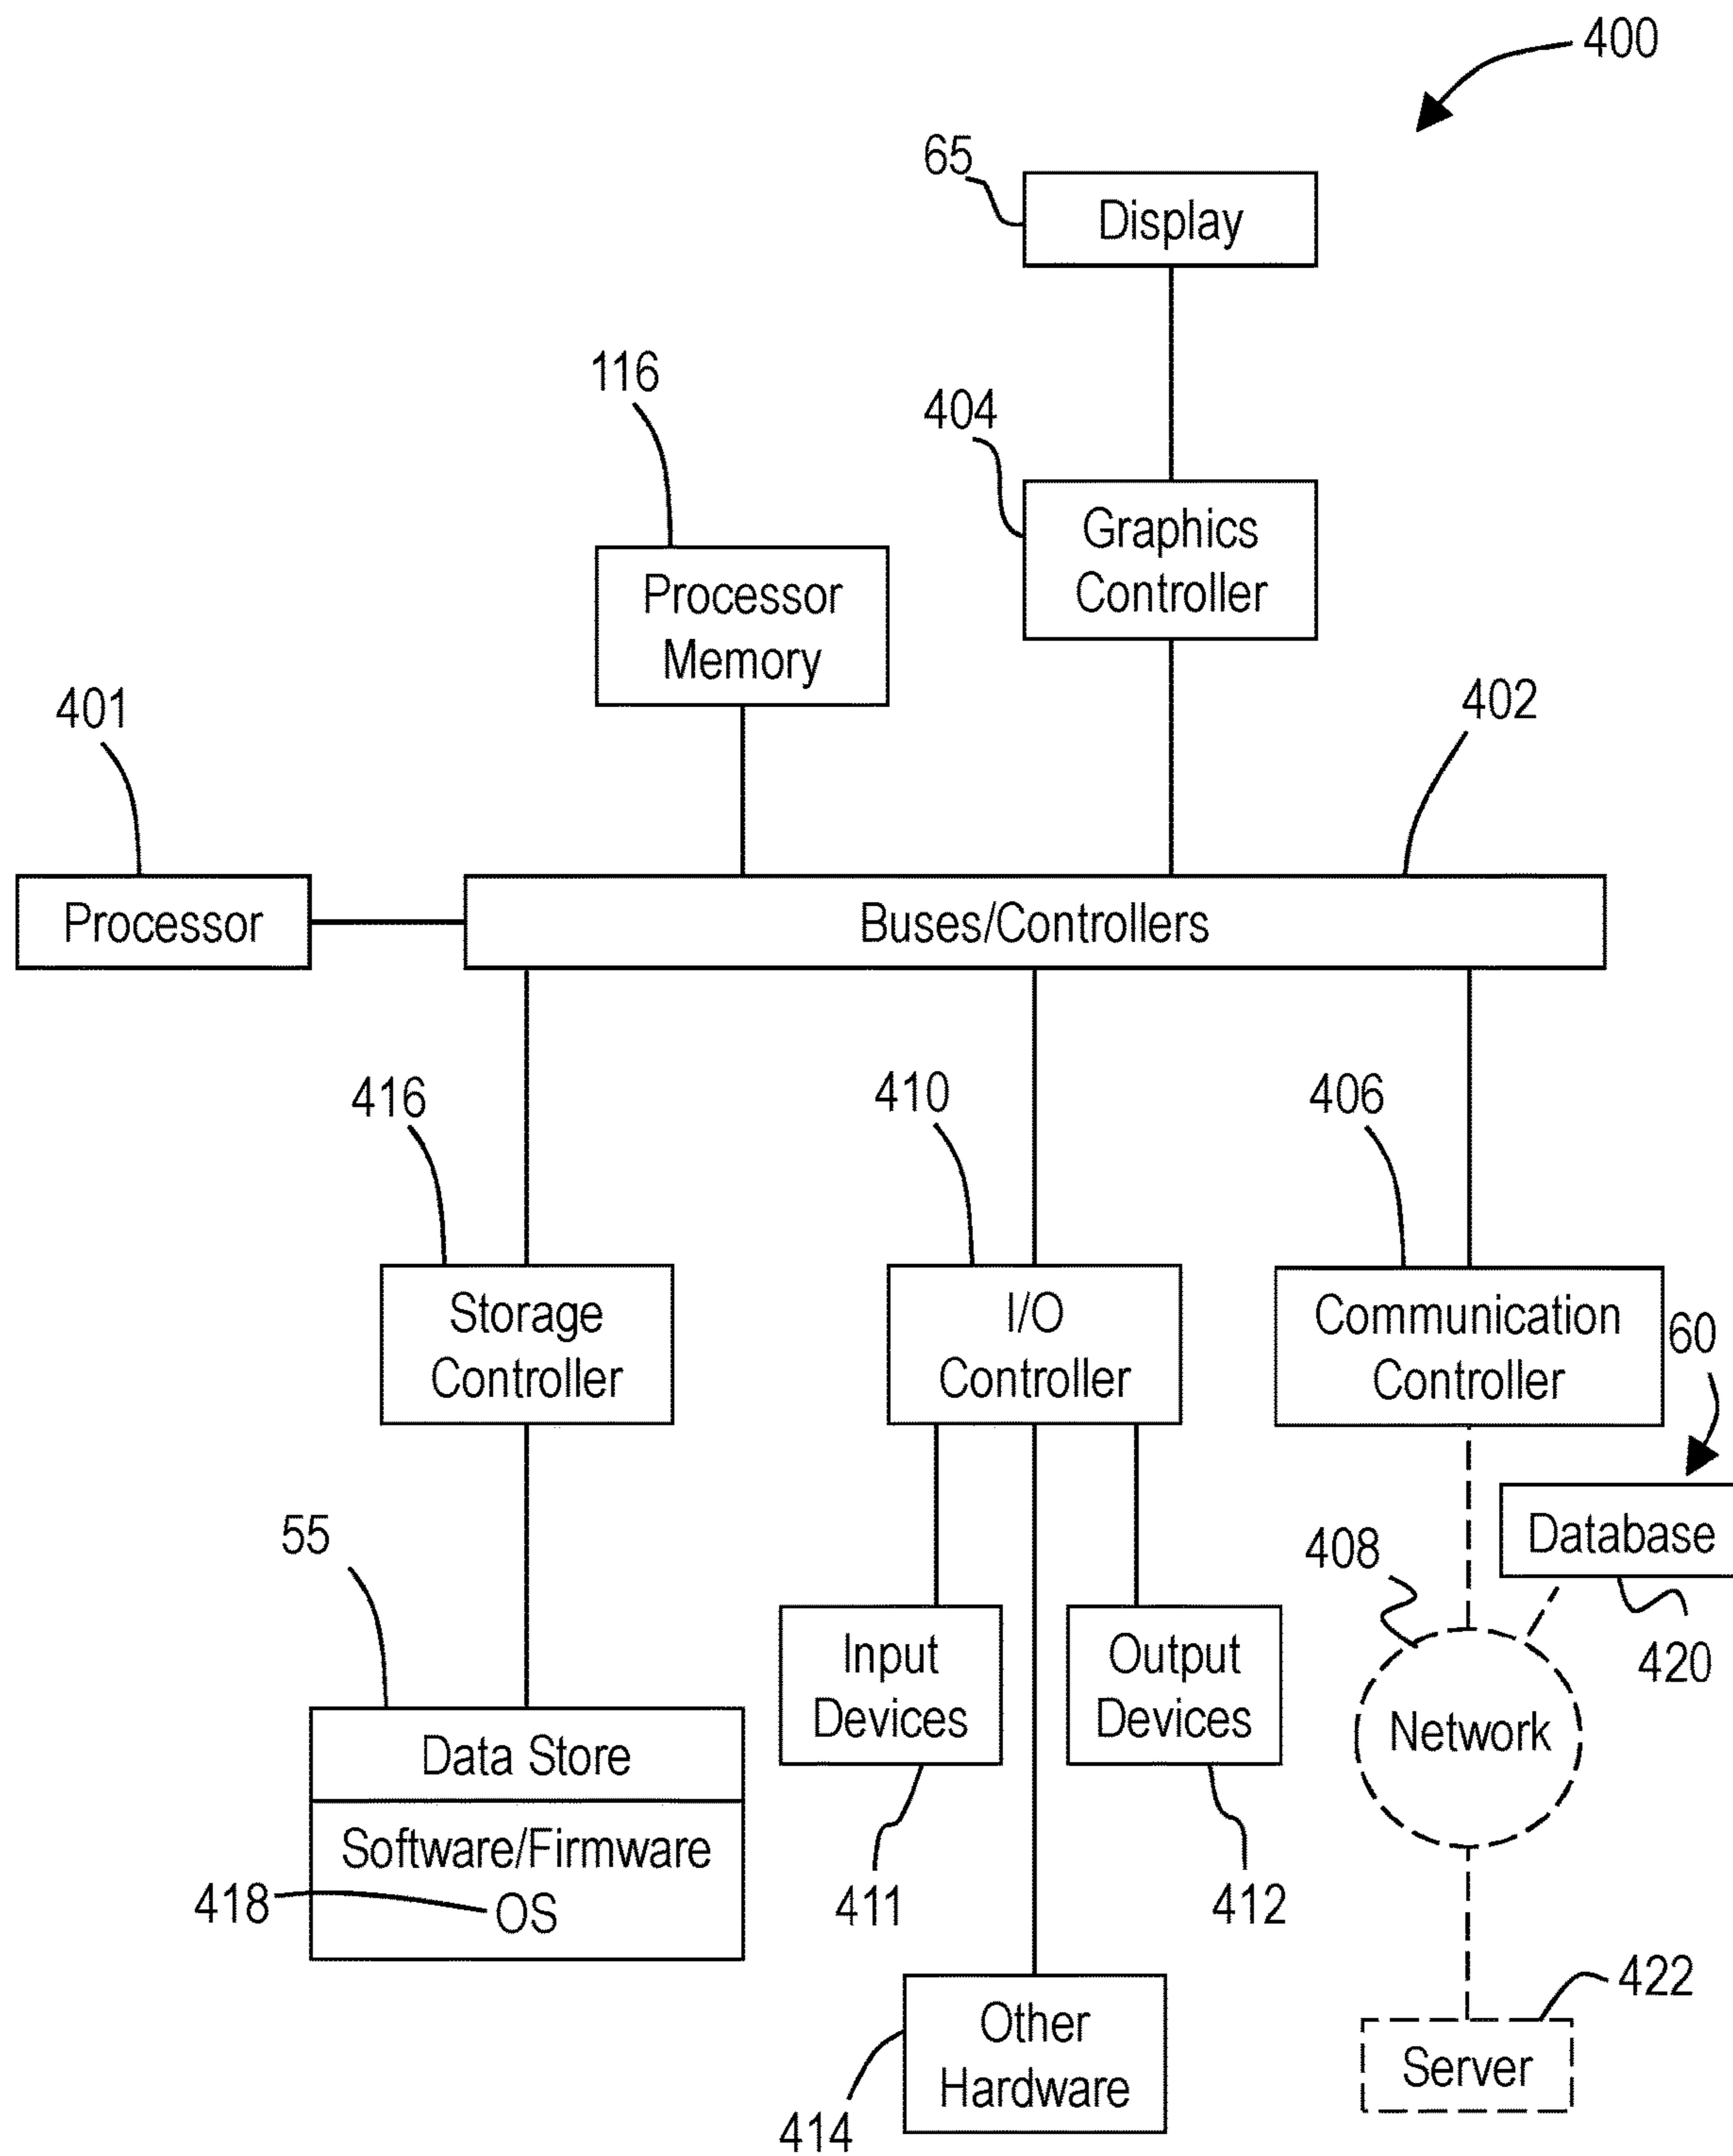 400
65
Display
116
404
Graphics
Controller
Processor
Memory
401
402
Processor
Buses/Controllers
416
410
406
Storage
Controller
I/O
Controller
Communication
Controller
60
55
408
Database
420
Input
Devices
Output
Devices
Network
Data Store
Software/Firmware
OS
418
411
412
422
Other
Hardware
Server
414